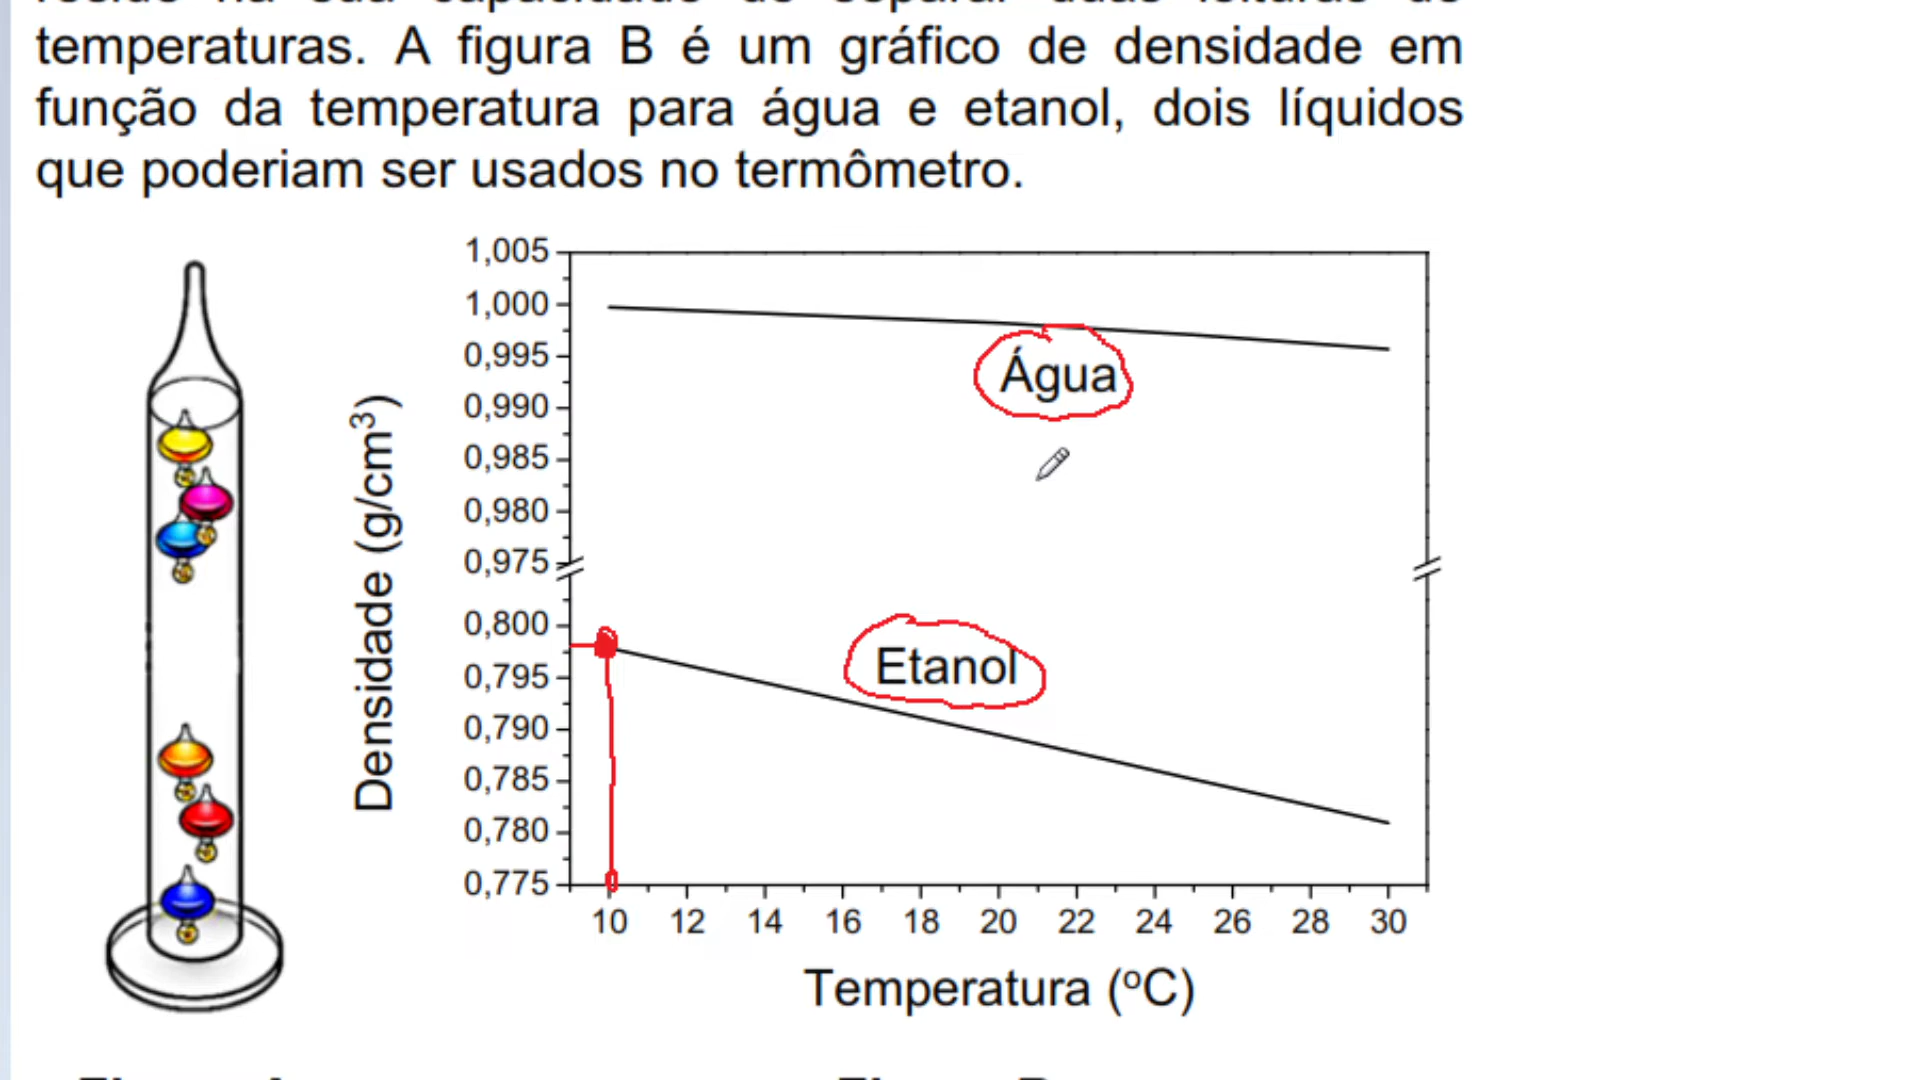 temperaturas. A figura B é um gráfico de densidade em
função da temperatura para água e etanol, dois líquidos
que poderiam ser usados no termômetro.
1,005
1,000
0,995
0,990
0,985
0,980
0,975
0,800
0,795
0,790
0,785
0,780
0,775
Densidade (g/cm³)
Água
Etanol
10 12 14 16 18 20 22 24 26 28 30
Temperatura (ºC)